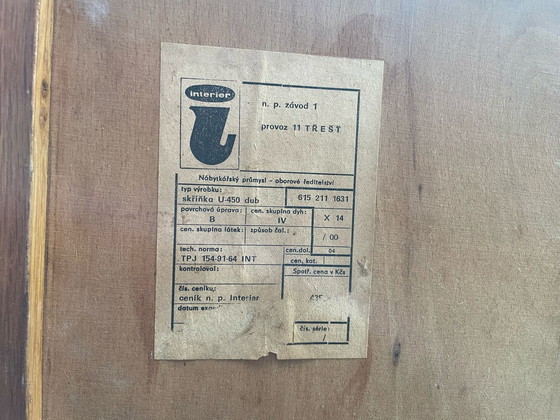 interier
n. p. závod 1
provoz 11 TŘEŠŤ
Nábytkářský průmysl - oborové ředitelství
typ výrobku:
skříňka U-450 dub
615 211 1631
povrchová úprava:
B
cen. skupina dyh:
IV
X 14
cen. skupina látek:
způsob čal.:
/ 00
tech. norma:
TPJ 154-91-64 INT
cen.dol.
04
cen. kat.
kontroloval:
Spotř. cena v Kčs
čís. ceníku:
ceník n. p. Interier
datum
čís. série:
/